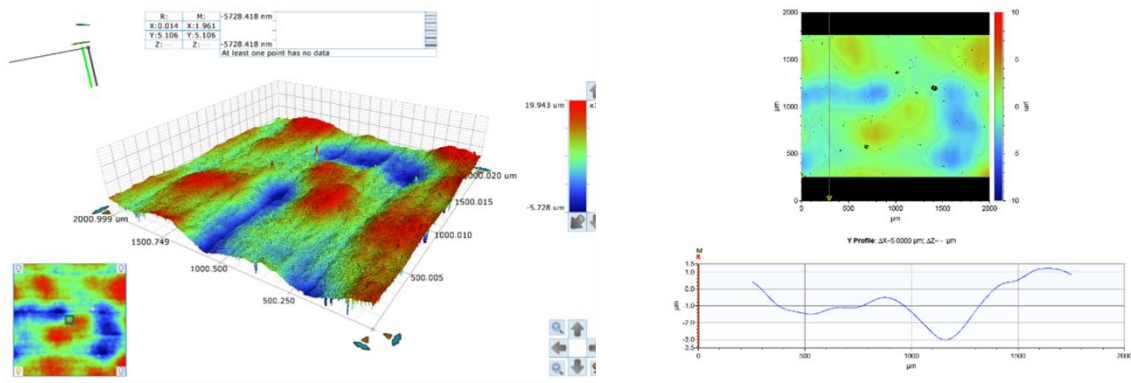 R: M: -5728.418 nm
X:0.014 X:1.961
Y:5.106 Y:5.106
Z: --- Z: --- -5728.418 nm
At least one point has no data
19.943 um
-5.728 um
2000.999 um
1500.749
1000.500
500.250
500.005
1000.010
1500.015
000.020 um
2000
1500
1000
500
0
µm
0 500 1000 1500 2000
µm
10
5
0
-5
-10
µm
Y Profile: ΔX=5.0000 µm; ΔZ=- µm
M
R
1.5
0.0
-1.0
-2.0
-3.5
µm
0 500 1000 1500 2000
µm